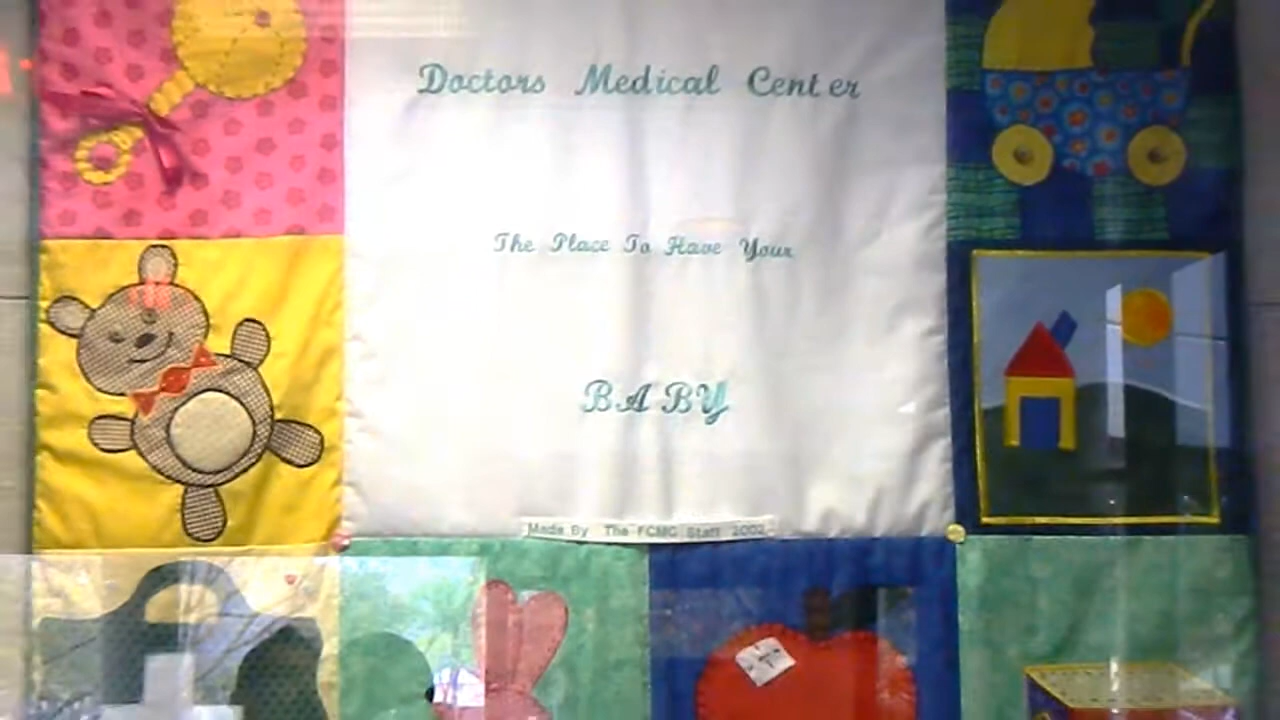 Doctors Medical Center
The Place To Have Your
BABY
Made By The FCMC Staff 2002